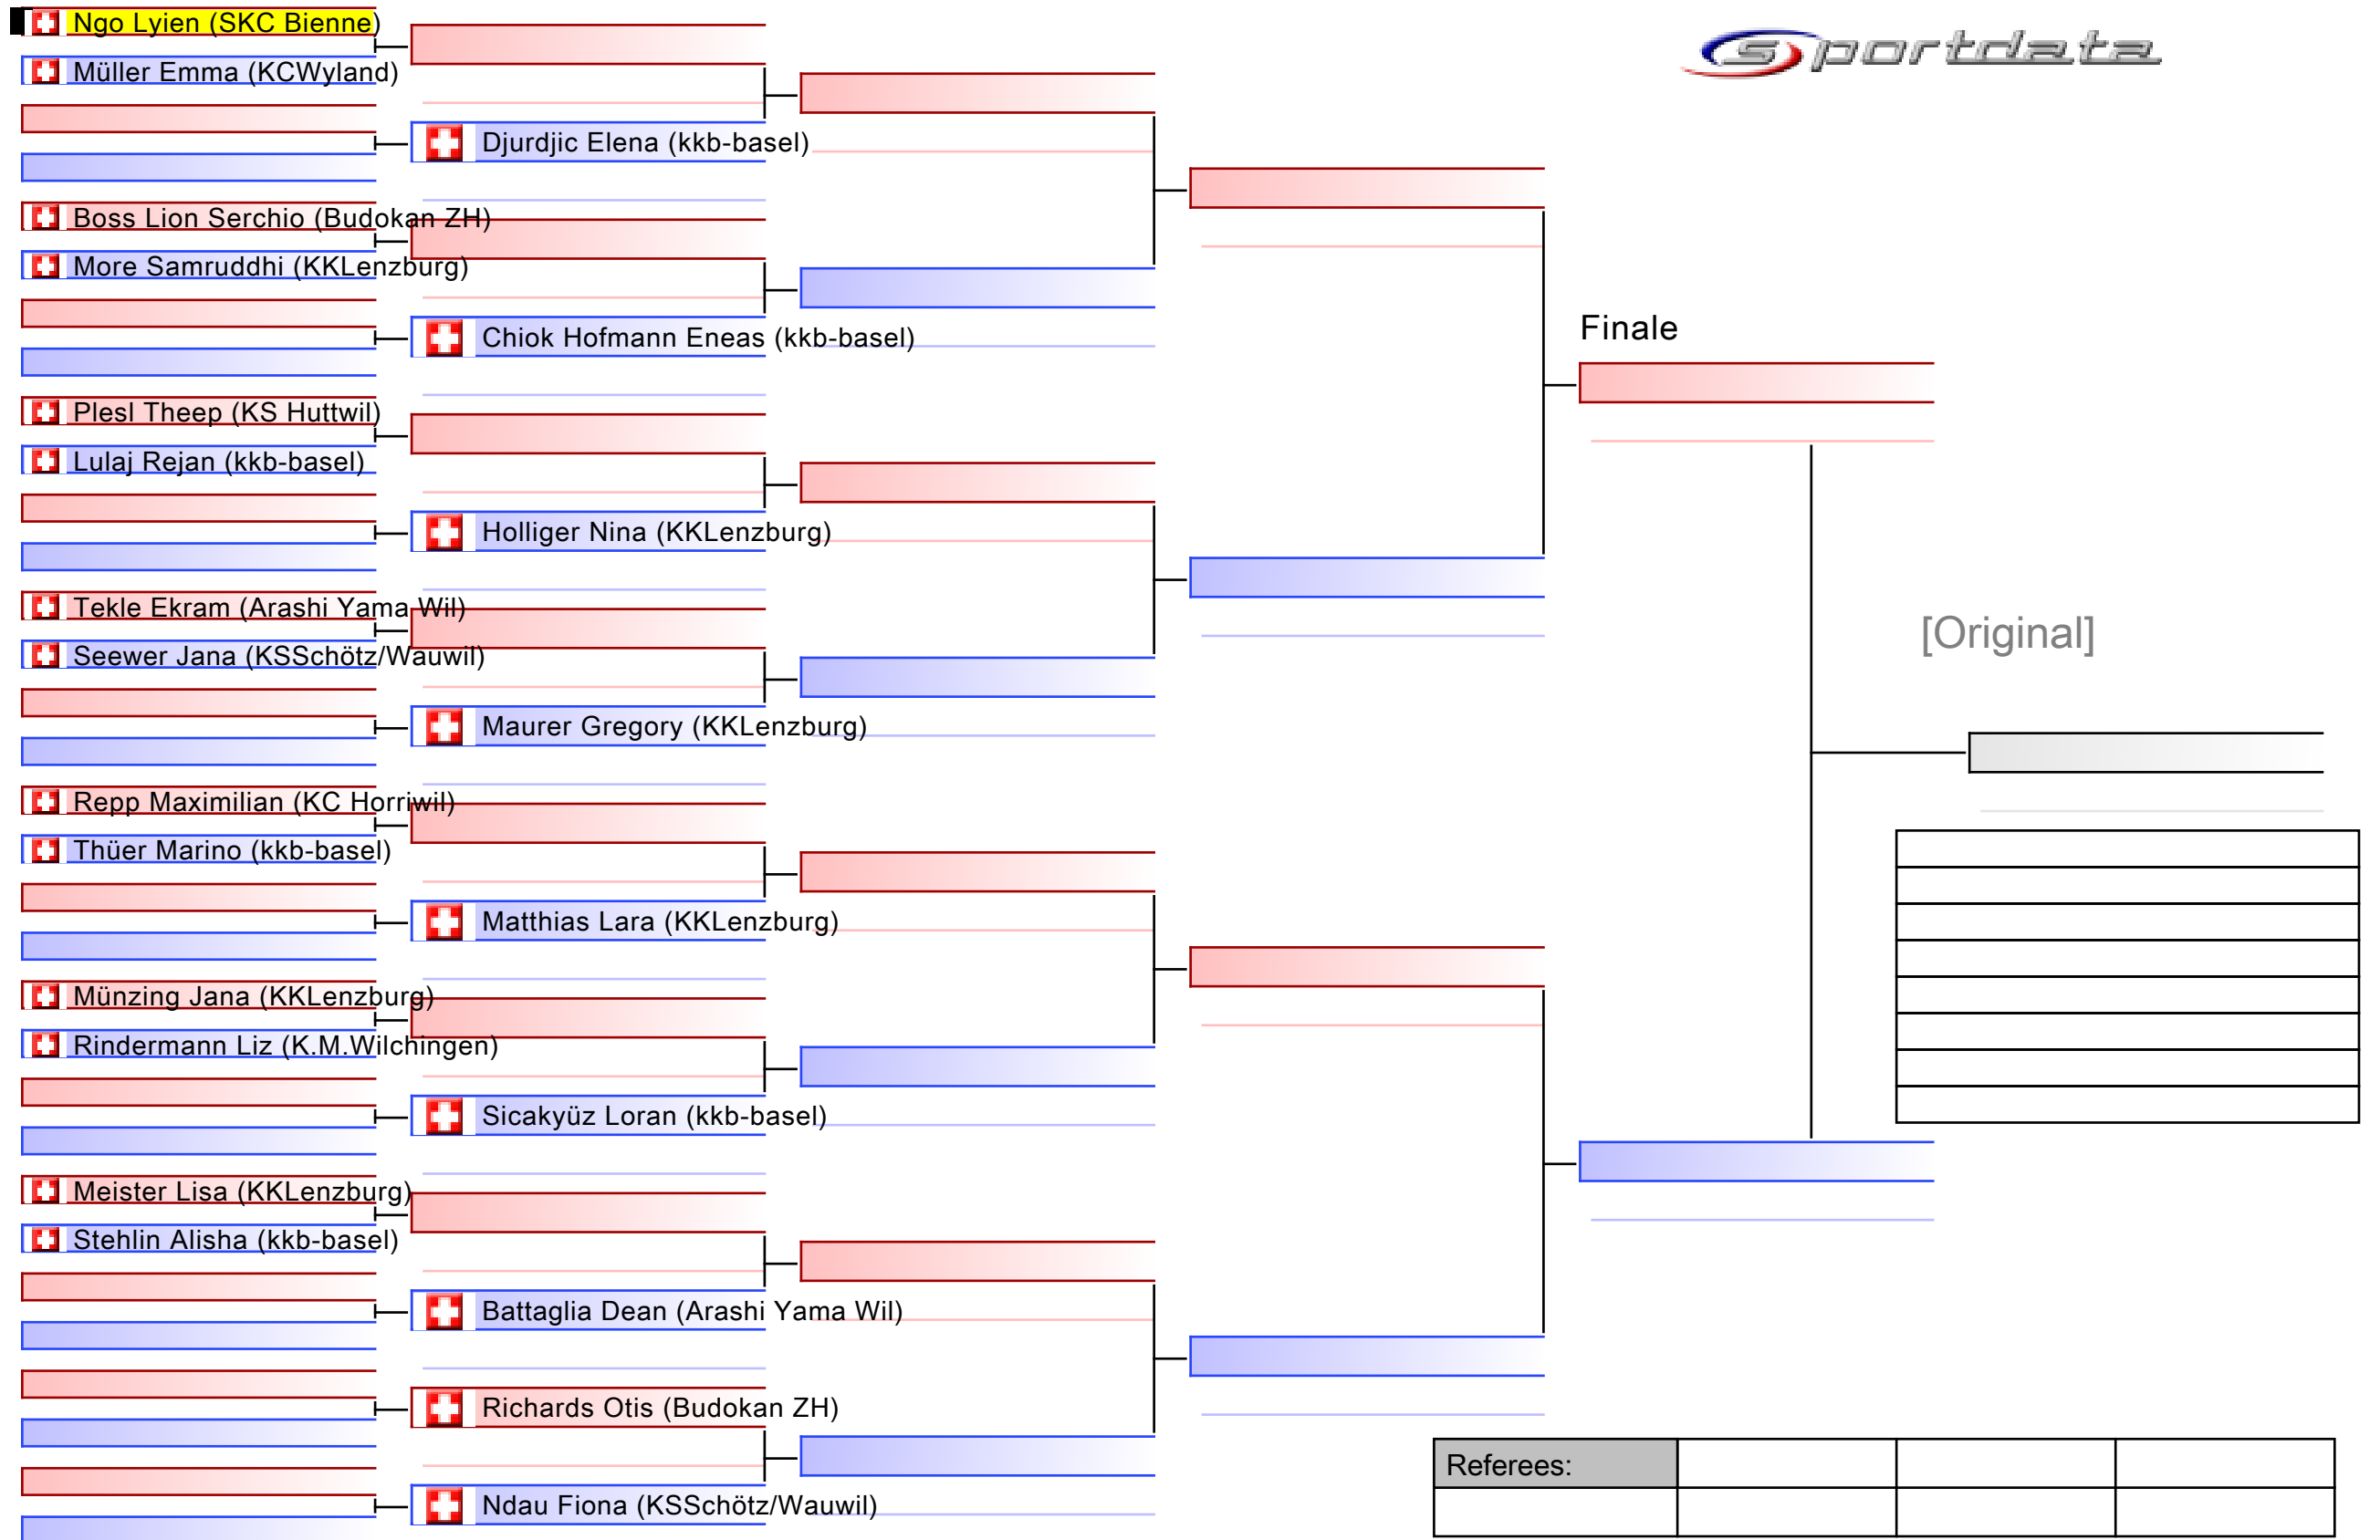 Ngo Lyien (SKC Bienne)
Müller Emma (KCWyland)
Djurdjic Elena (kkb-basel)
Boss Lion Serchio (Budokan ZH)
More Samruddhi (KKLenzburg)
Chiok Hofmann Eneas (kkb-basel)
Plesl Theep (KS Huttwil)
Lulaj Rejan (kkb-basel)
Holliger Nina (KKLenzburg)
Tekle Ekram (Arashi Yama Wil)
Seewer Jana (KSSchötz/Wauwil)
Maurer Gregory (KKLenzburg)
Repp Maximilian (KC Horriwil)
Thüer Marino (kkb-basel)
Matthias Lara (KKLenzburg)
Münzing Jana (KKLenzburg)
Rindermann Liz (K.M.Wilchingen)
Sicakyüz Loran (kkb-basel)
Meister Lisa (KKLenzburg)
Stehlin Alisha (kkb-basel)
Battaglia Dean (Arashi Yama Wil)
Richards Otis (Budokan ZH)
Ndau Fiona (KSSchötz/Wauwil)
sportdata
Finale
[Original]
Referees: